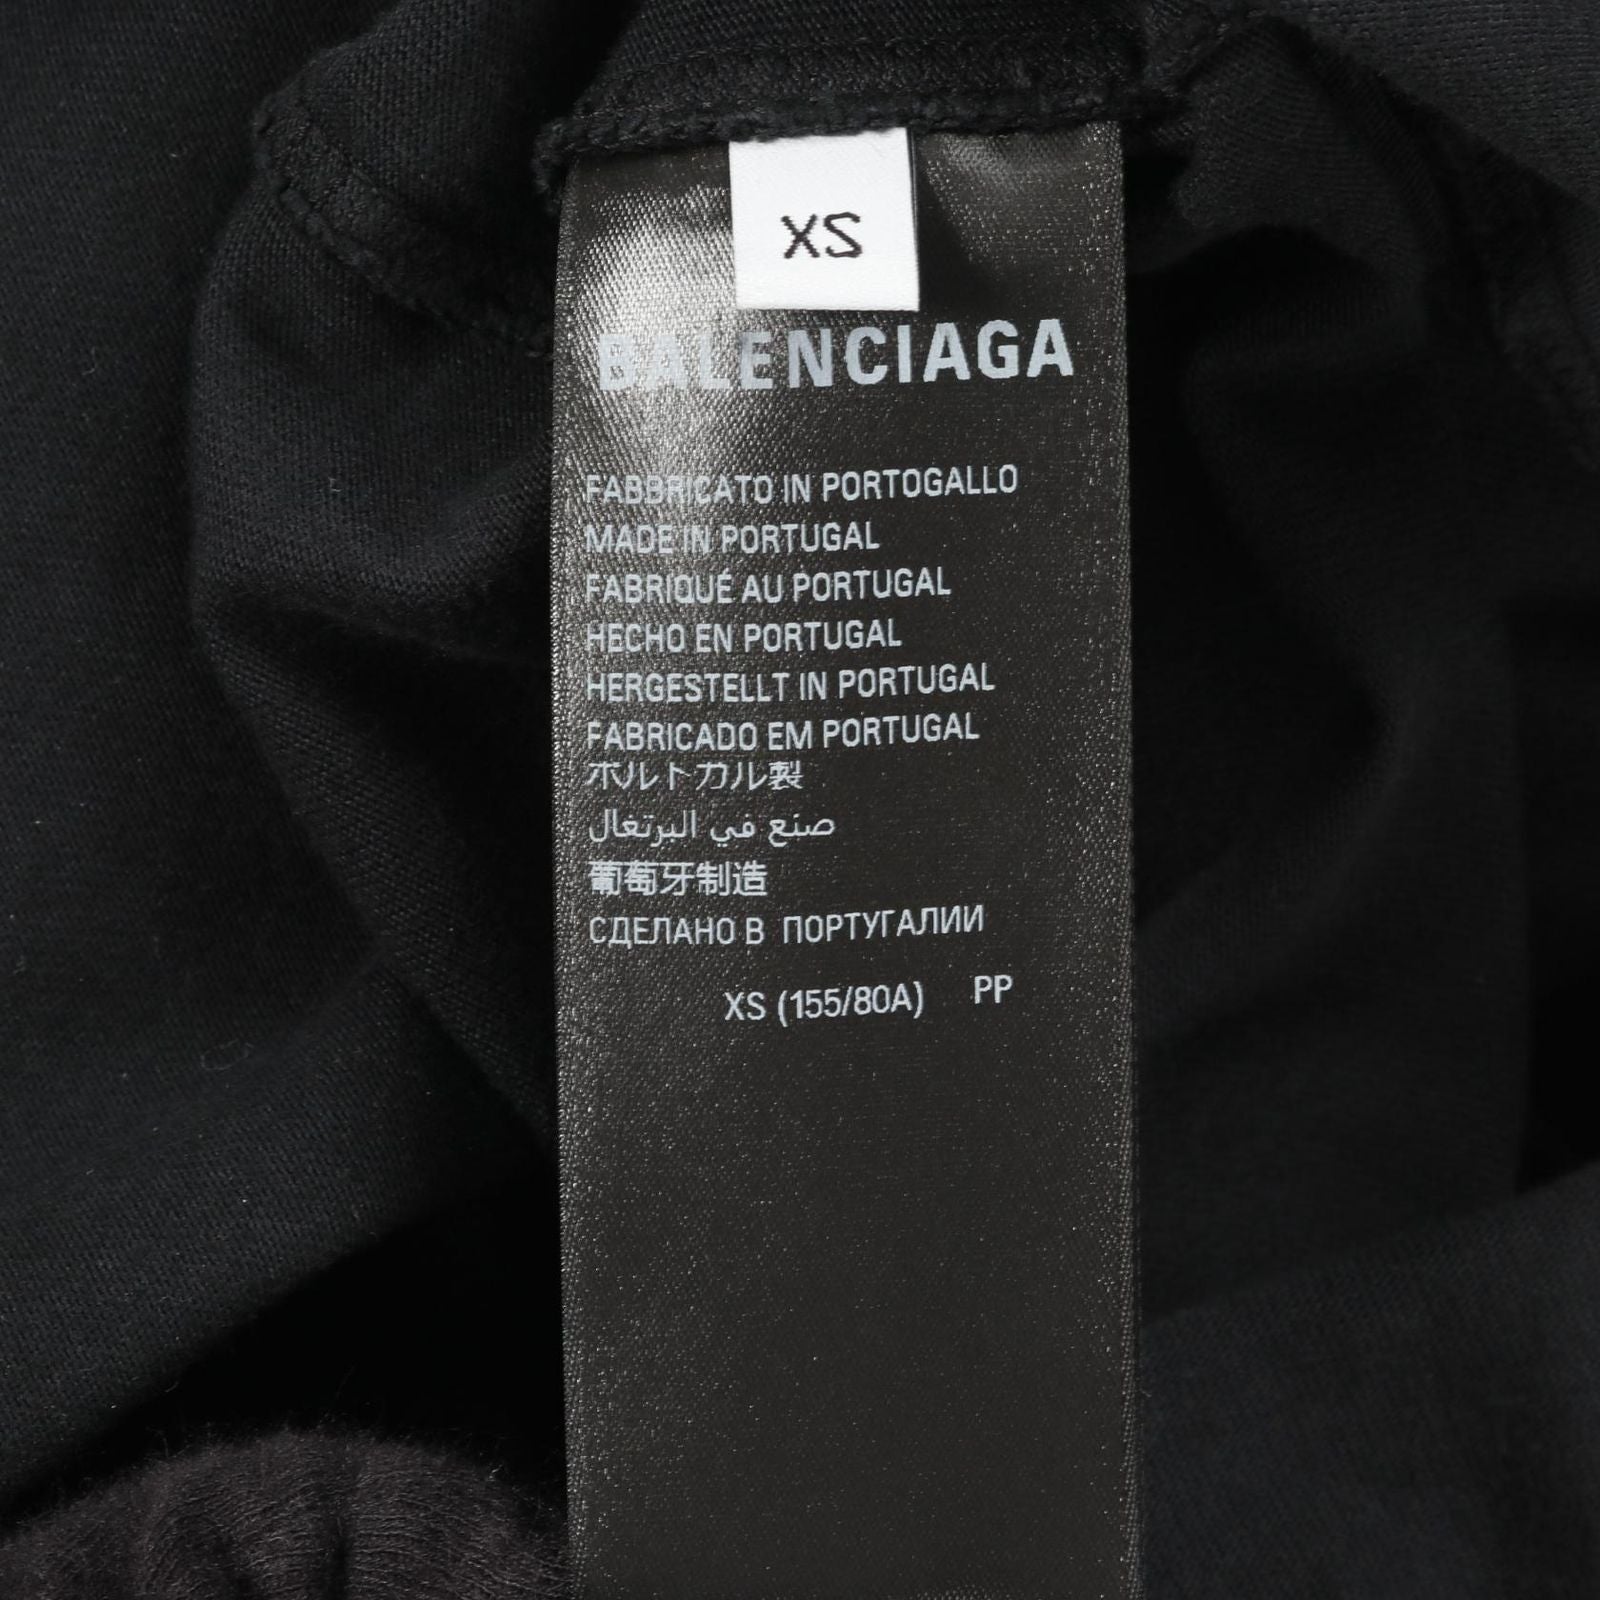 XS
BALENCIAGA
FABBRICATO IN PORTOGALLO
MADE IN PORTUGAL
FABRIQUÉ AU PORTUGAL
HECHO EN PORTUGAL
HERGESTELLT IN PORTUGAL
FABRICADO EM PORTUGAL
ポルトガル製
صنع في البرتغال
葡萄牙制造
СДЕЛАНО В ПОРТУГАЛИИ
XS (155/80A) PP